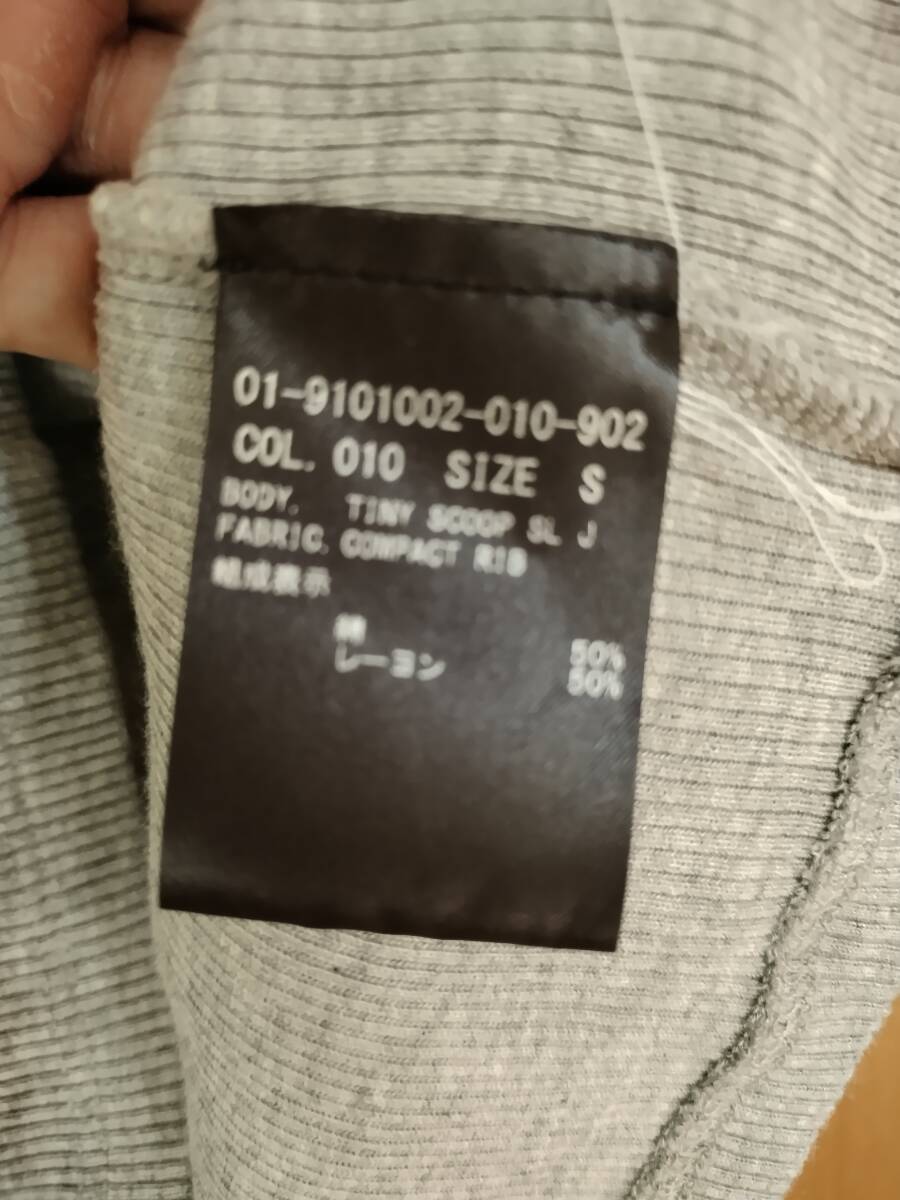 01-9101002-010-902
COL. 010 SIZE S
BODY. TINY SCOOP SL J
FABRIC. COMPACT RIB
組成表示
綿 50%
レーヨン 50%